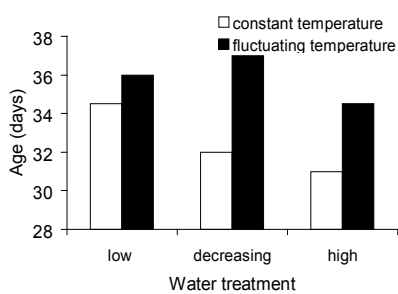 constant temperature
fluctuating temperature
38
36
34
32
30
28
Age (days)
low decreasing high
Water treatment